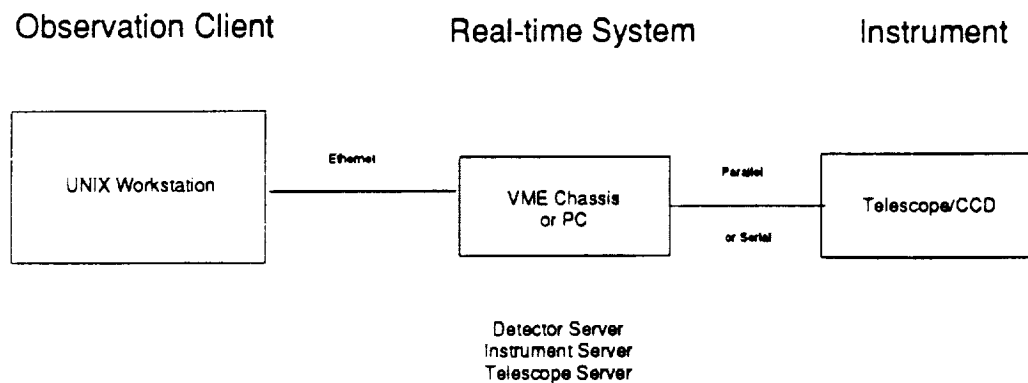 Observation Client
Real-time System
Instrument
UNIX Workstation
Ethernet
VME Chassis
or PC
Parallel
or Serial
Telescope/CCD
Detector Server
Instrument Server
Telescope Server